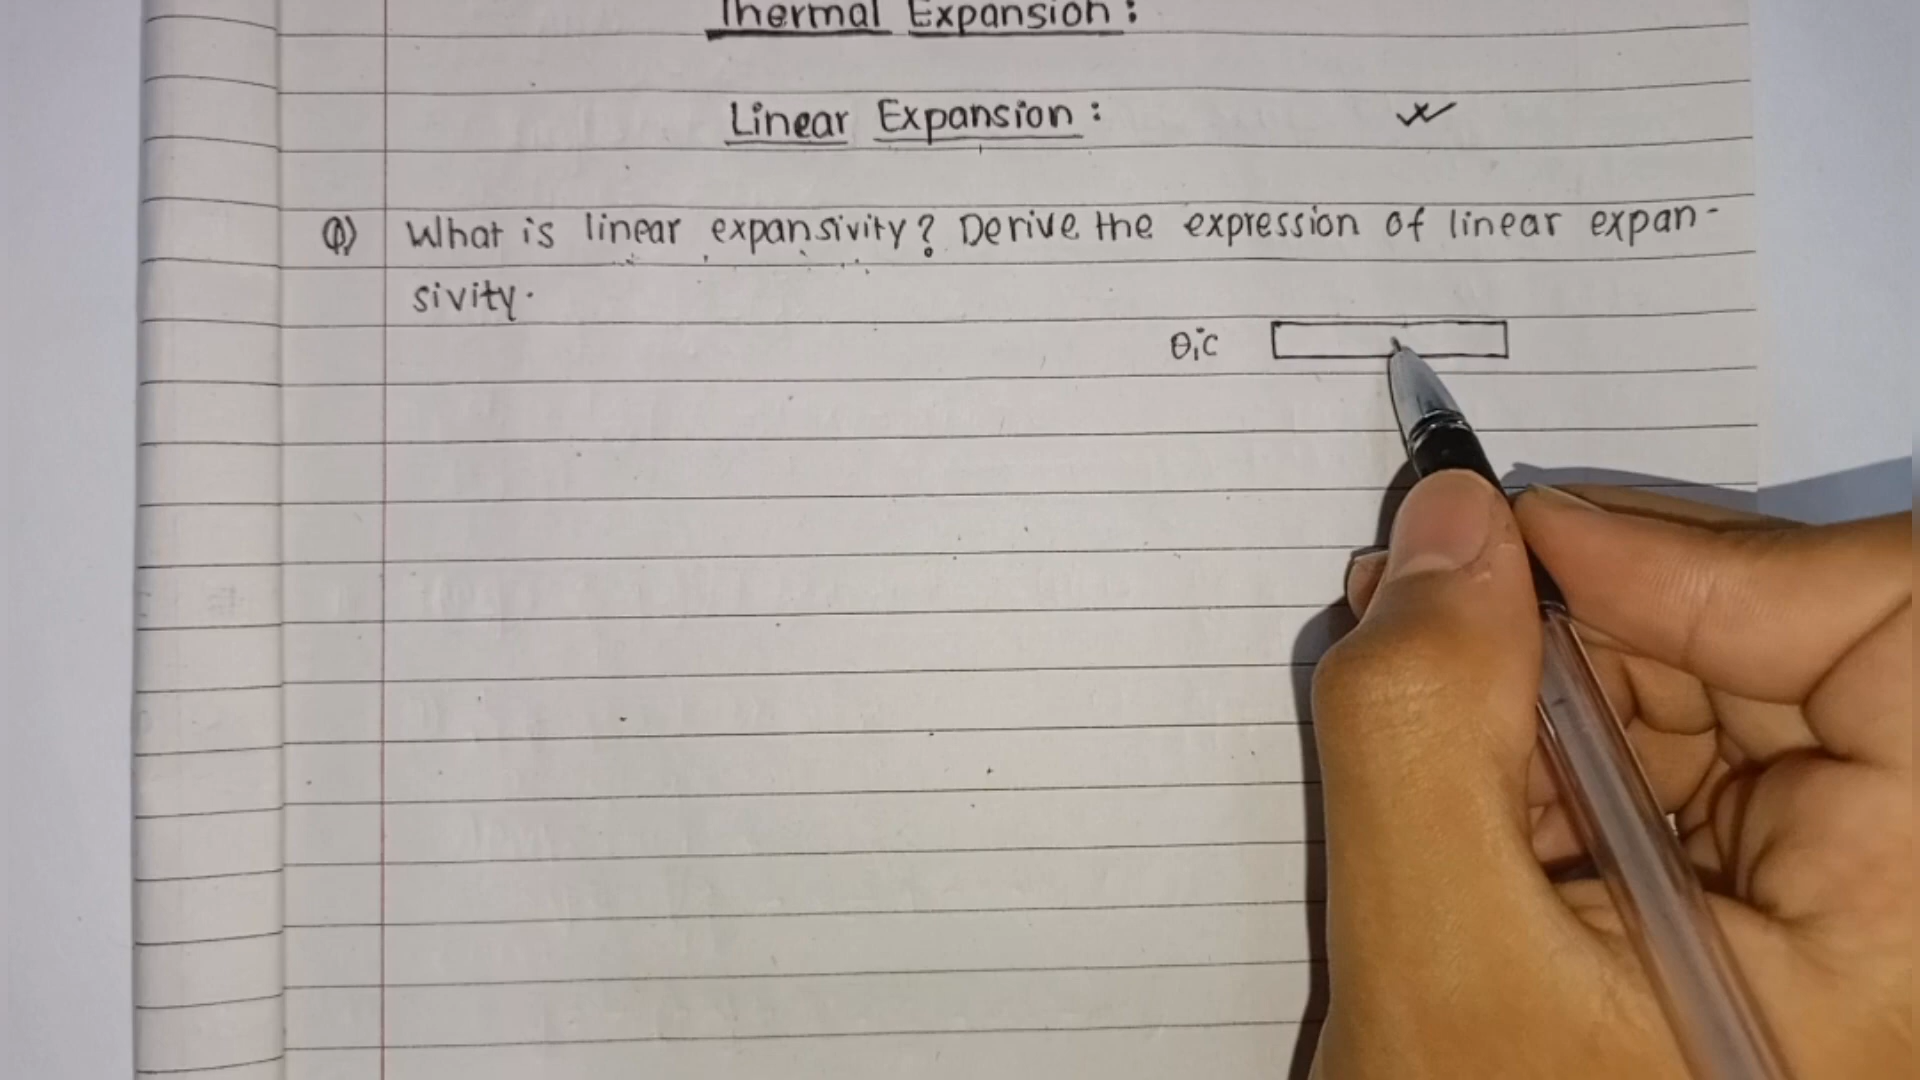 Thermal Expansion:
Linear Expansion:
Q) What is linear expansivity? Derive the expression of linear expan-
sivity.
θ₁°C